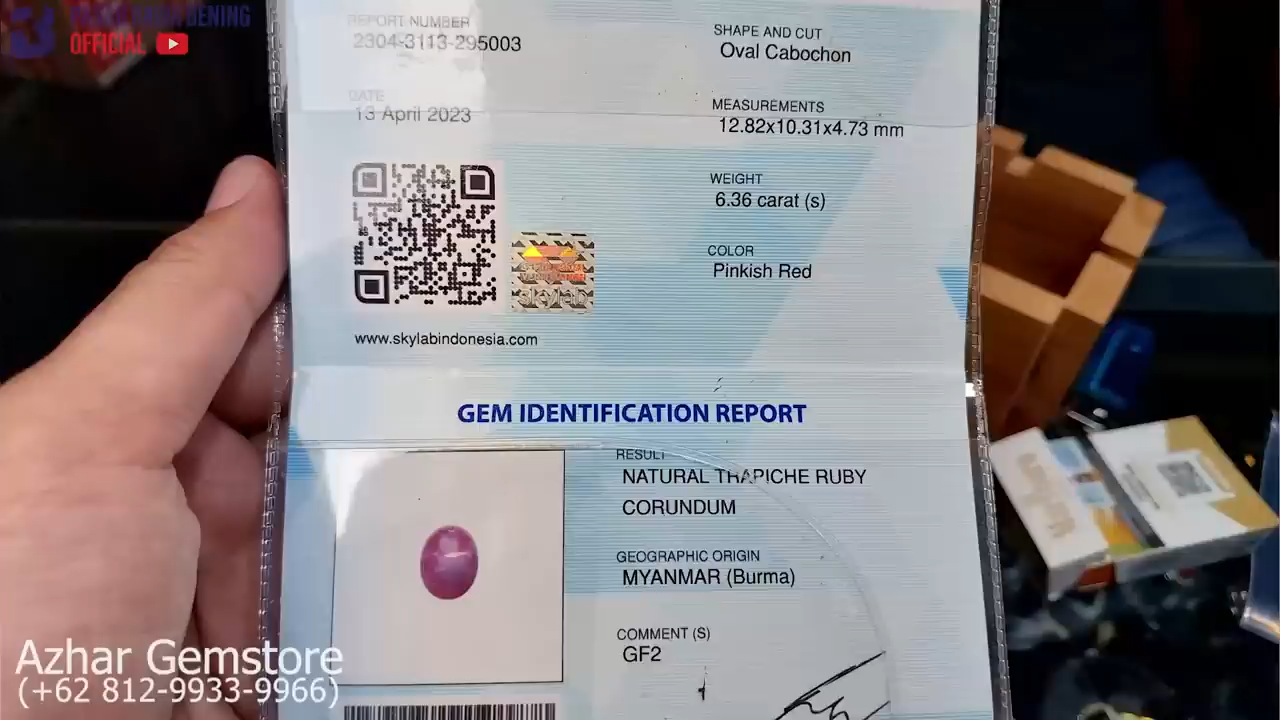 BENING
OFFICIAL
REPORT NUMBER
2304-3113-295003
DATE
13 April 2023
www.skylabindonesia.com
SHAPE AND CUT
Oval Cabochon
MEASUREMENTS
12.82x10.31x4.73 mm
WEIGHT
6.36 carat (s)
COLOR
Pinkish Red
skylab
GEM IDENTIFICATION REPORT
RESULT
NATURAL TRAPICHE RUBY
CORUNDUM
GEOGRAPHIC ORIGIN
MYANMAR (Burma)
COMMENT (S)
GF2
Azhar Gemstore
(+62 812-9933-9966)